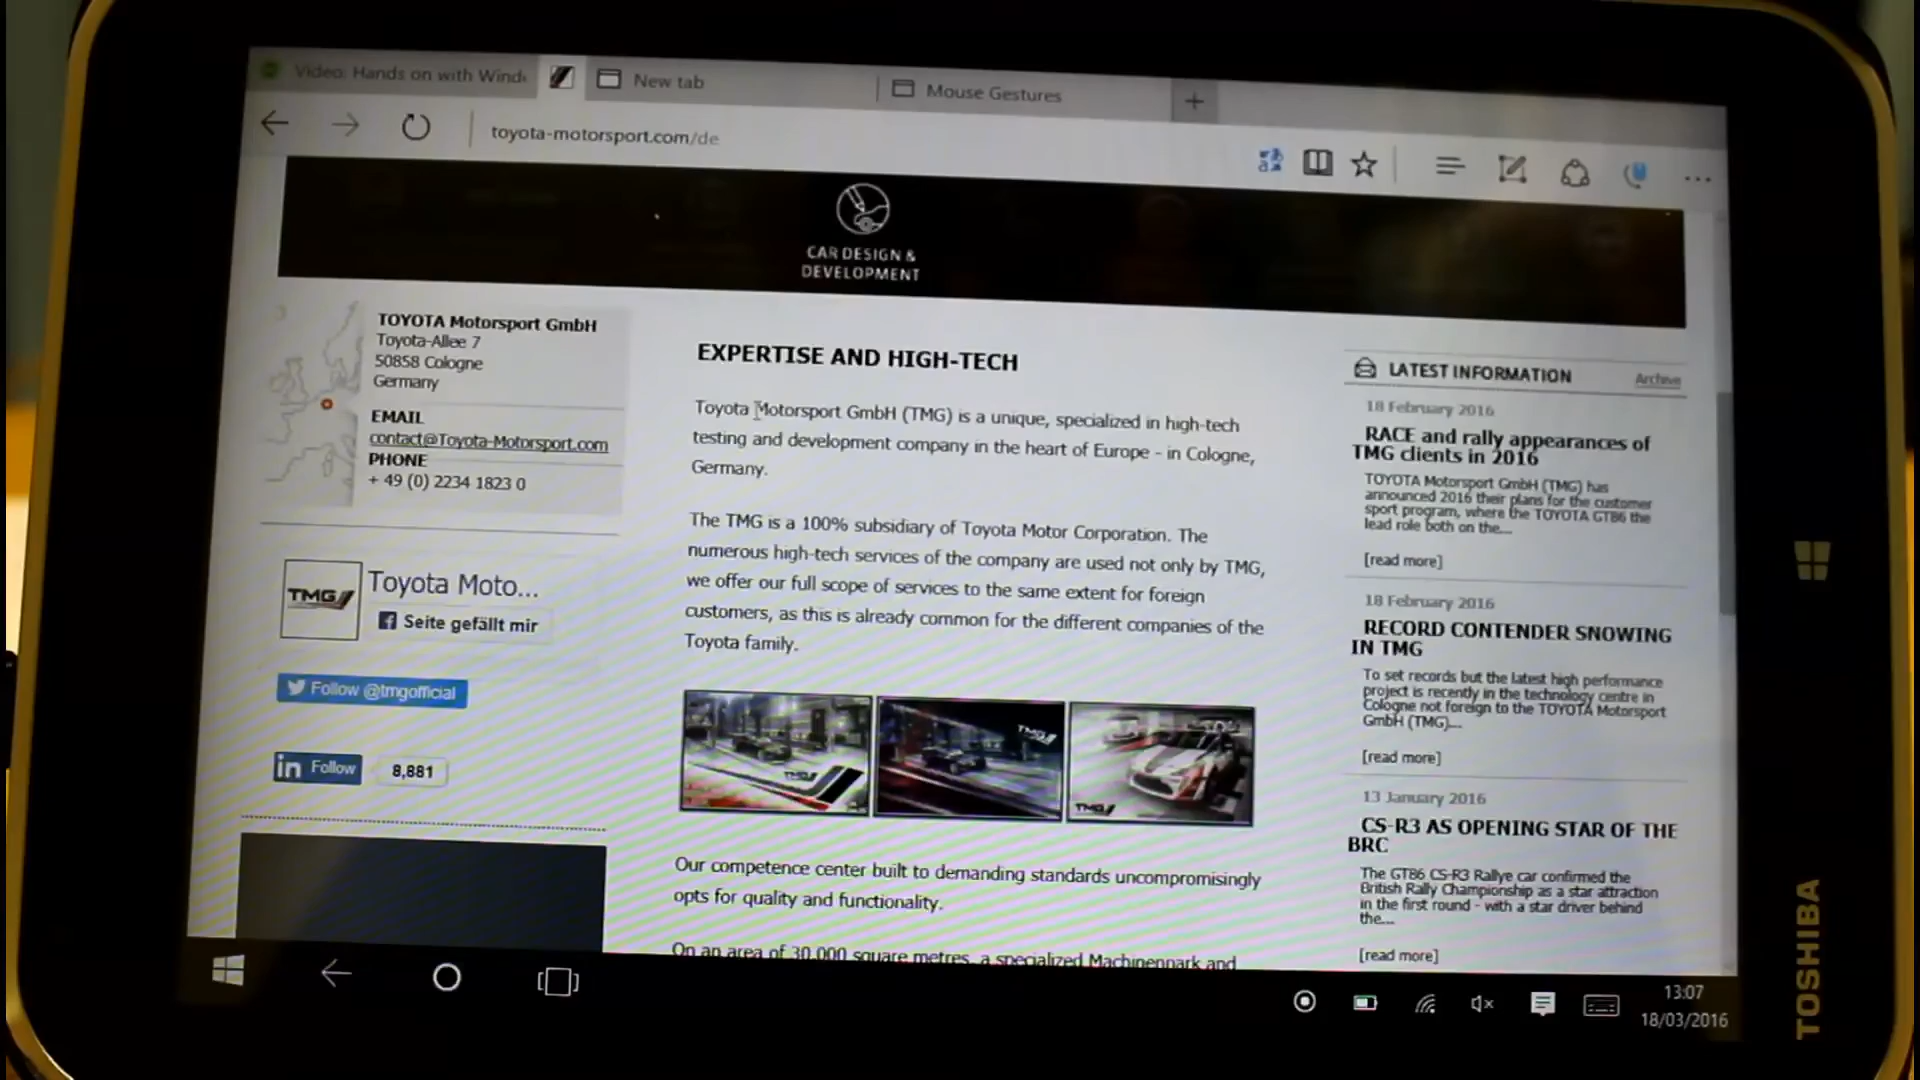 Video: Hands on with Wind
New tab
Mouse Gestures
toyota-motorsport.com/de
CAR DESIGN &
DEVELOPMENT
TOYOTA Motorsport GmbH
Toyota-Allee 7
50858 Cologne
Germany
EMAIL
contact@Toyota-Motorsport.com
PHONE
+ 49 (0) 2234 1823 0
TMG
Toyota Moto...
Seite gefällt mir
Follow @tmgofficial
in Follow 8,881
EXPERTISE AND HIGH-TECH
Toyota Motorsport GmbH (TMG) is a unique, specialized in high-tech
testing and development company in the heart of Europe - in Cologne,
Germany.
The TMG is a 100% subsidiary of Toyota Motor Corporation. The
numerous high-tech services of the company are used not only by TMG,
we offer our full scope of services to the same extent for foreign
customers, as this is already common for the different companies of the
Toyota family.
TMG
TMG
TMG
Our competence center built to demanding standards uncompromisingly
opts for quality and functionality.
On an area of 30,000 square metres, a specialized Machinenpark and
LATEST INFORMATION
Archive
18 February 2016
RACE and rally appearances of
TMG clients in 2016
TOYOTA Motorsport GmbH (TMG) has
announced 2016 their plans for the customer
sport program, where the TOYOTA GT86 the
lead role both on the...
[read more]
18 February 2016
RECORD CONTENDER SNOWING
IN TMG
To set records but the latest high performance
project is recently in the technology centre in
Cologne not foreign to the TOYOTA Motorsport
GmbH (TMG)....
[read more]
13 January 2016
CS-R3 AS OPENING STAR OF THE
BRC
The GT86 CS-R3 Rallye car confirmed the
British Rally Championship as a star attraction
in the first round - with a star driver behind
the...
[read more]
13:07
18/03/2016
TOSHIBA